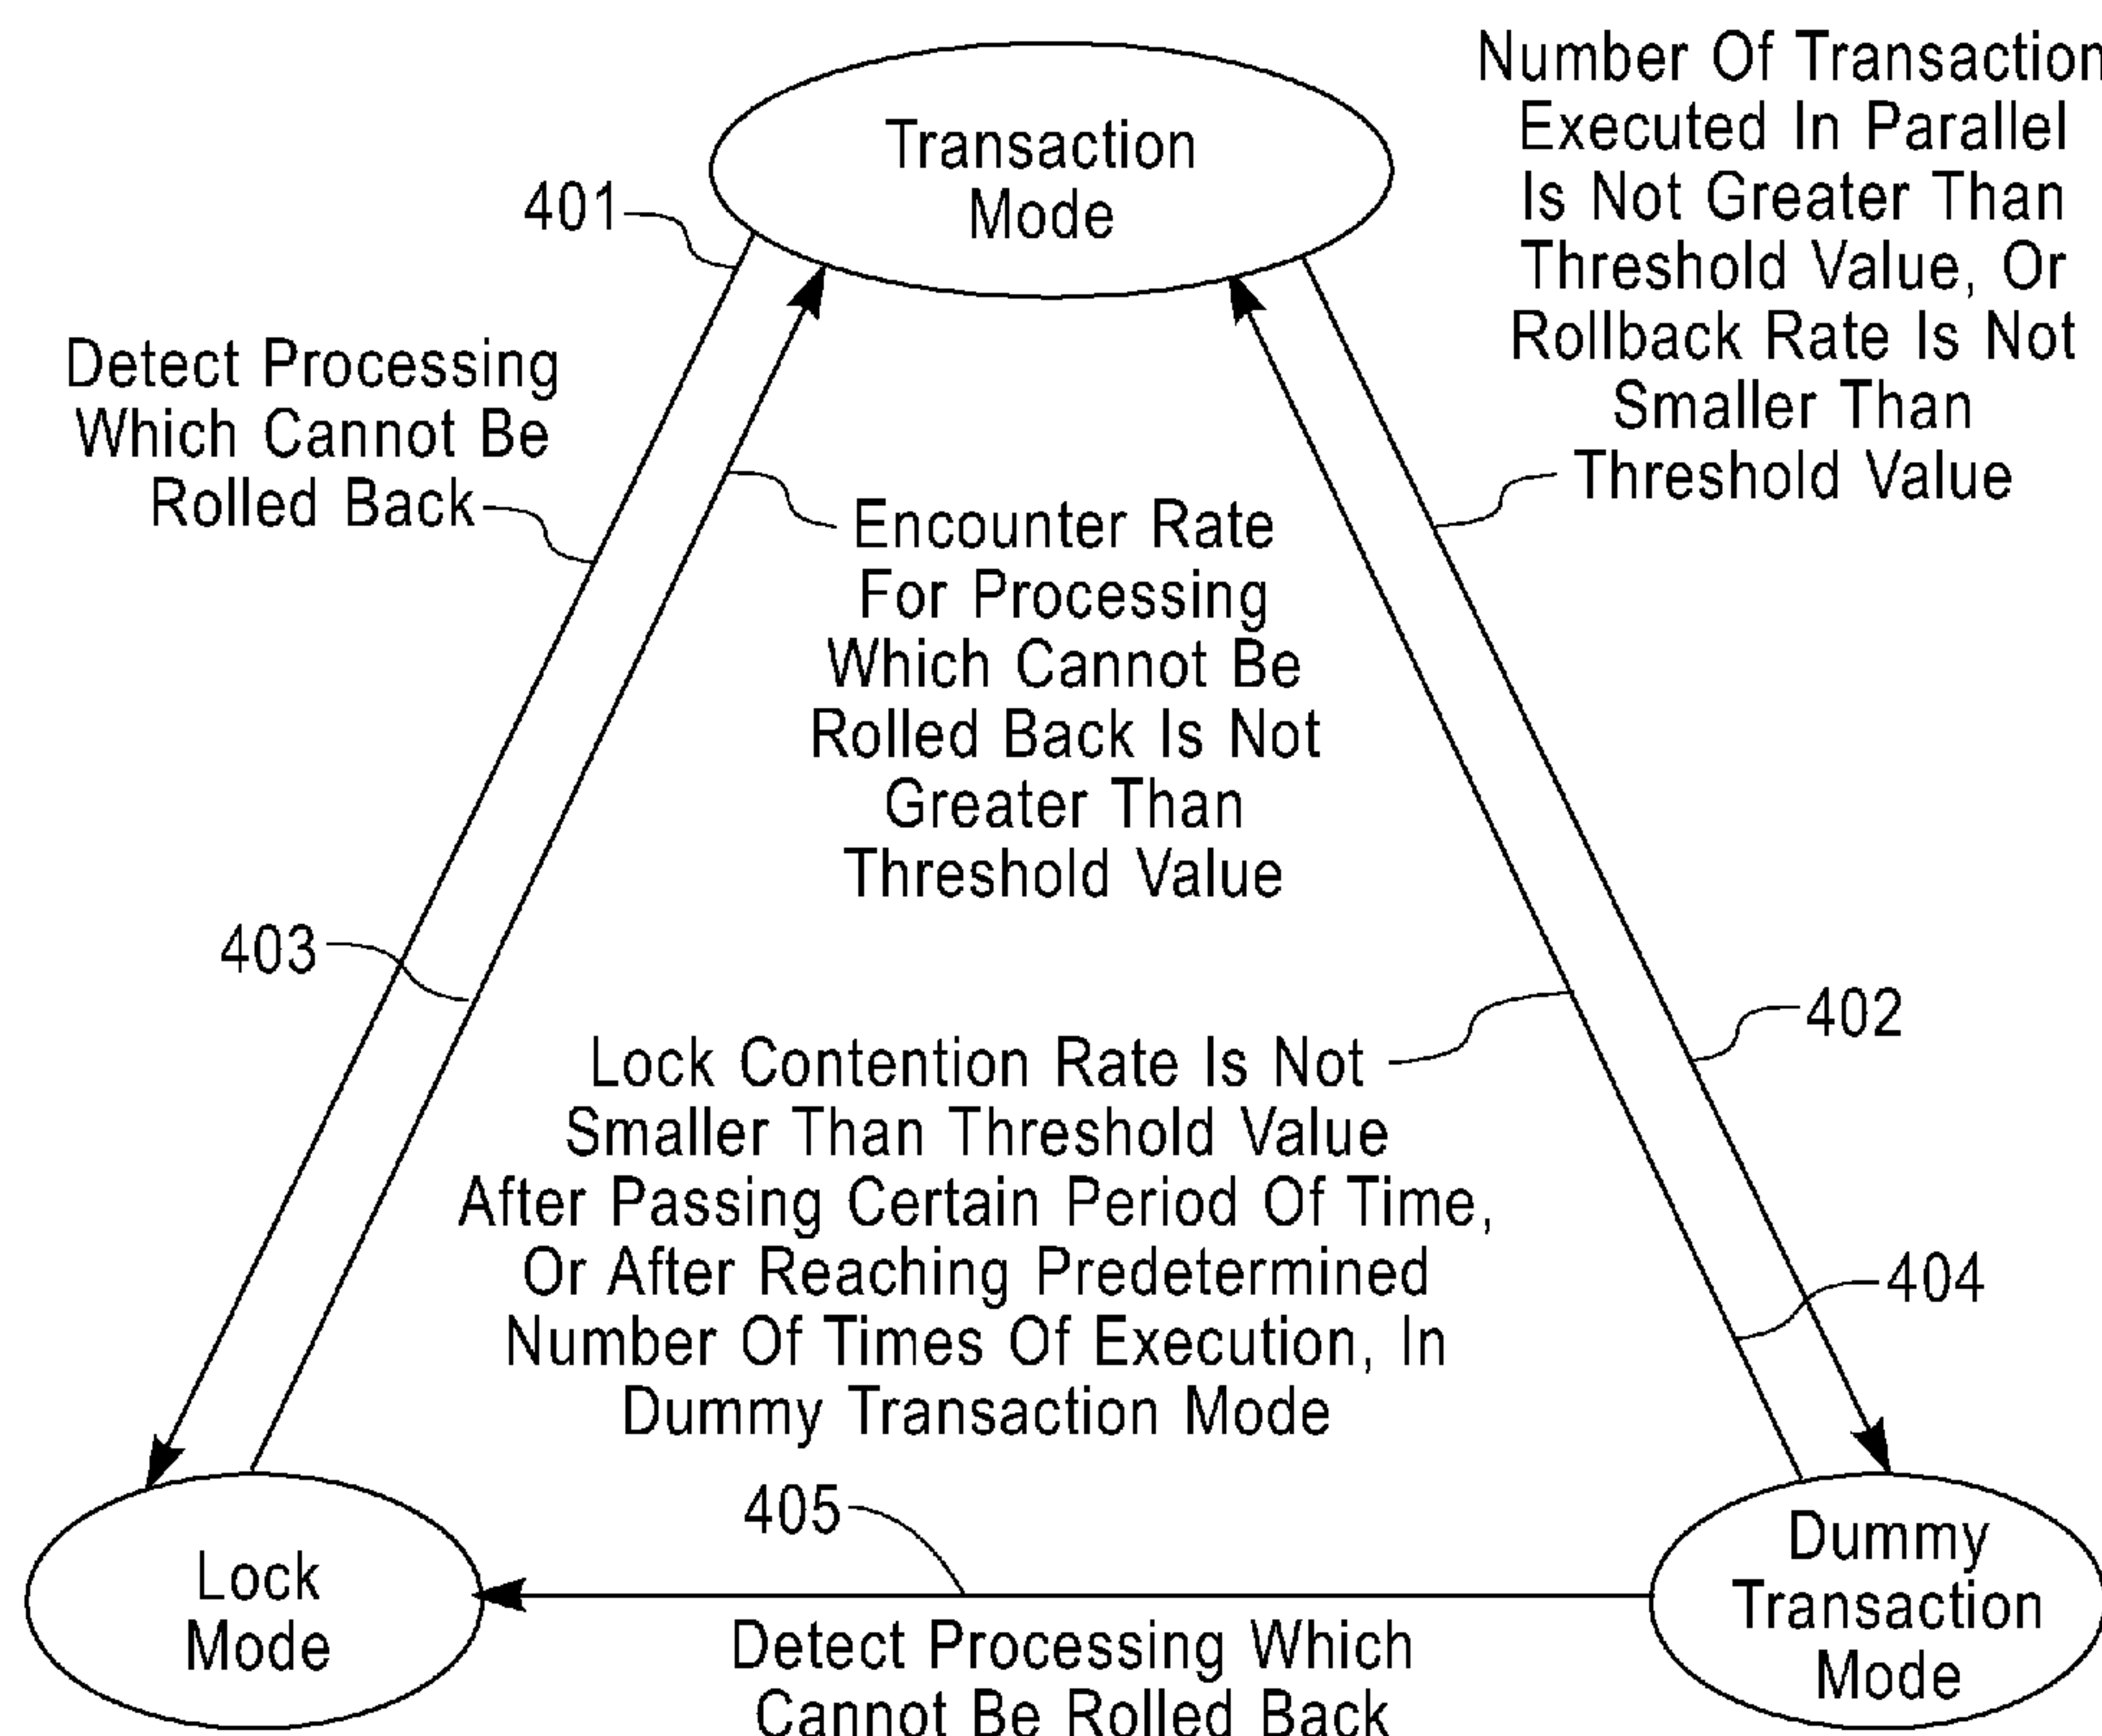 Transaction
Mode
Number Of Transaction
Executed In Parallel
Is Not Greater Than
Threshold Value, Or
Rollback Rate Is Not
Smaller Than
Threshold Value
401
Detect Processing
Which Cannot Be
Rolled Back
Encounter Rate
For Processing
Which Cannot Be
Rolled Back Is Not
Greater Than
Threshold Value
403
402
Lock Contention Rate Is Not
Smaller Than Threshold Value
After Passing Certain Period Of Time,
Or After Reaching Predetermined
Number Of Times Of Execution, In
Dummy Transaction Mode
404
405
Lock
Mode
Dummy
Transaction
Mode
Detect Processing Which
Cannot Be Rolled Back